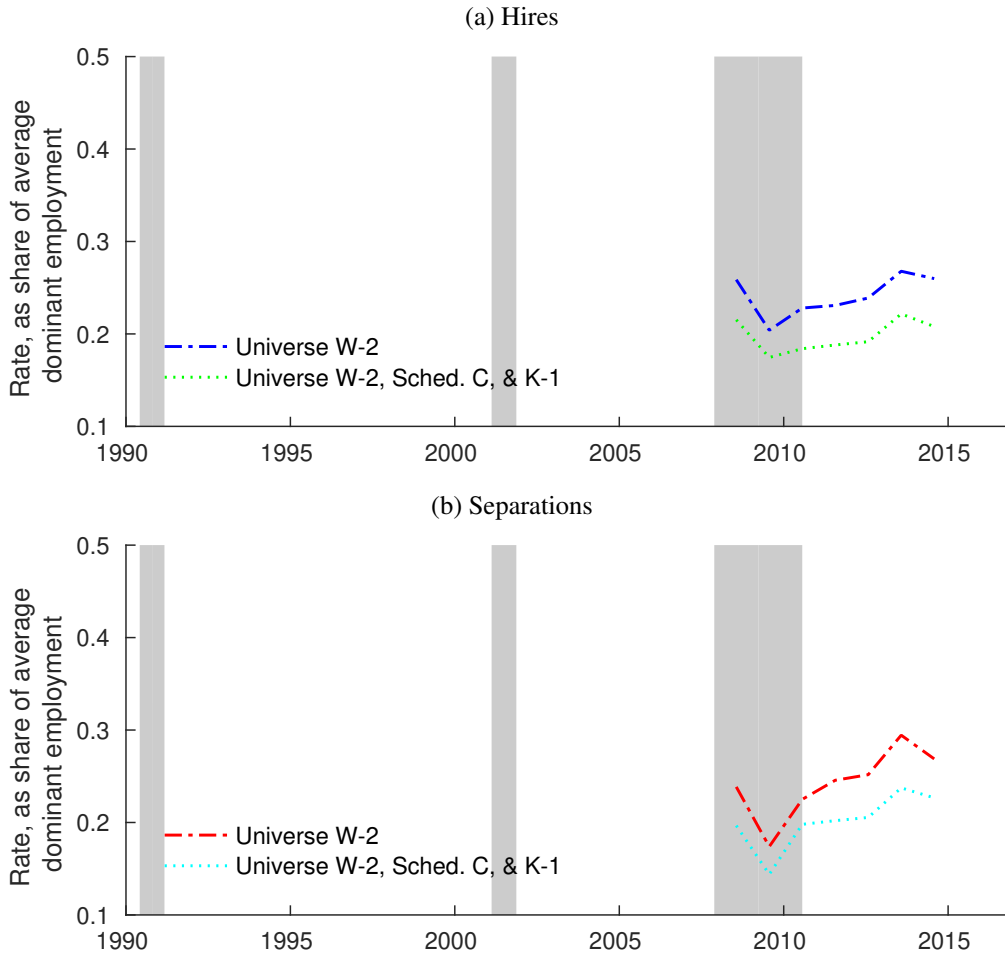 (a) Hires
Rate, as share of average
dominant employment
0.5
0.4
0.3
0.2
0.1
Universe W-2
Universe W-2, Sched. C, & K-1
1990
1995
2000
2005
2010
2015
(b) Separations
Rate, as share of average
dominant employment
0.5
0.4
0.3
0.2
0.1
Universe W-2
Universe W-2, Sched. C, & K-1
1990
1995
2000
2005
2010
2015